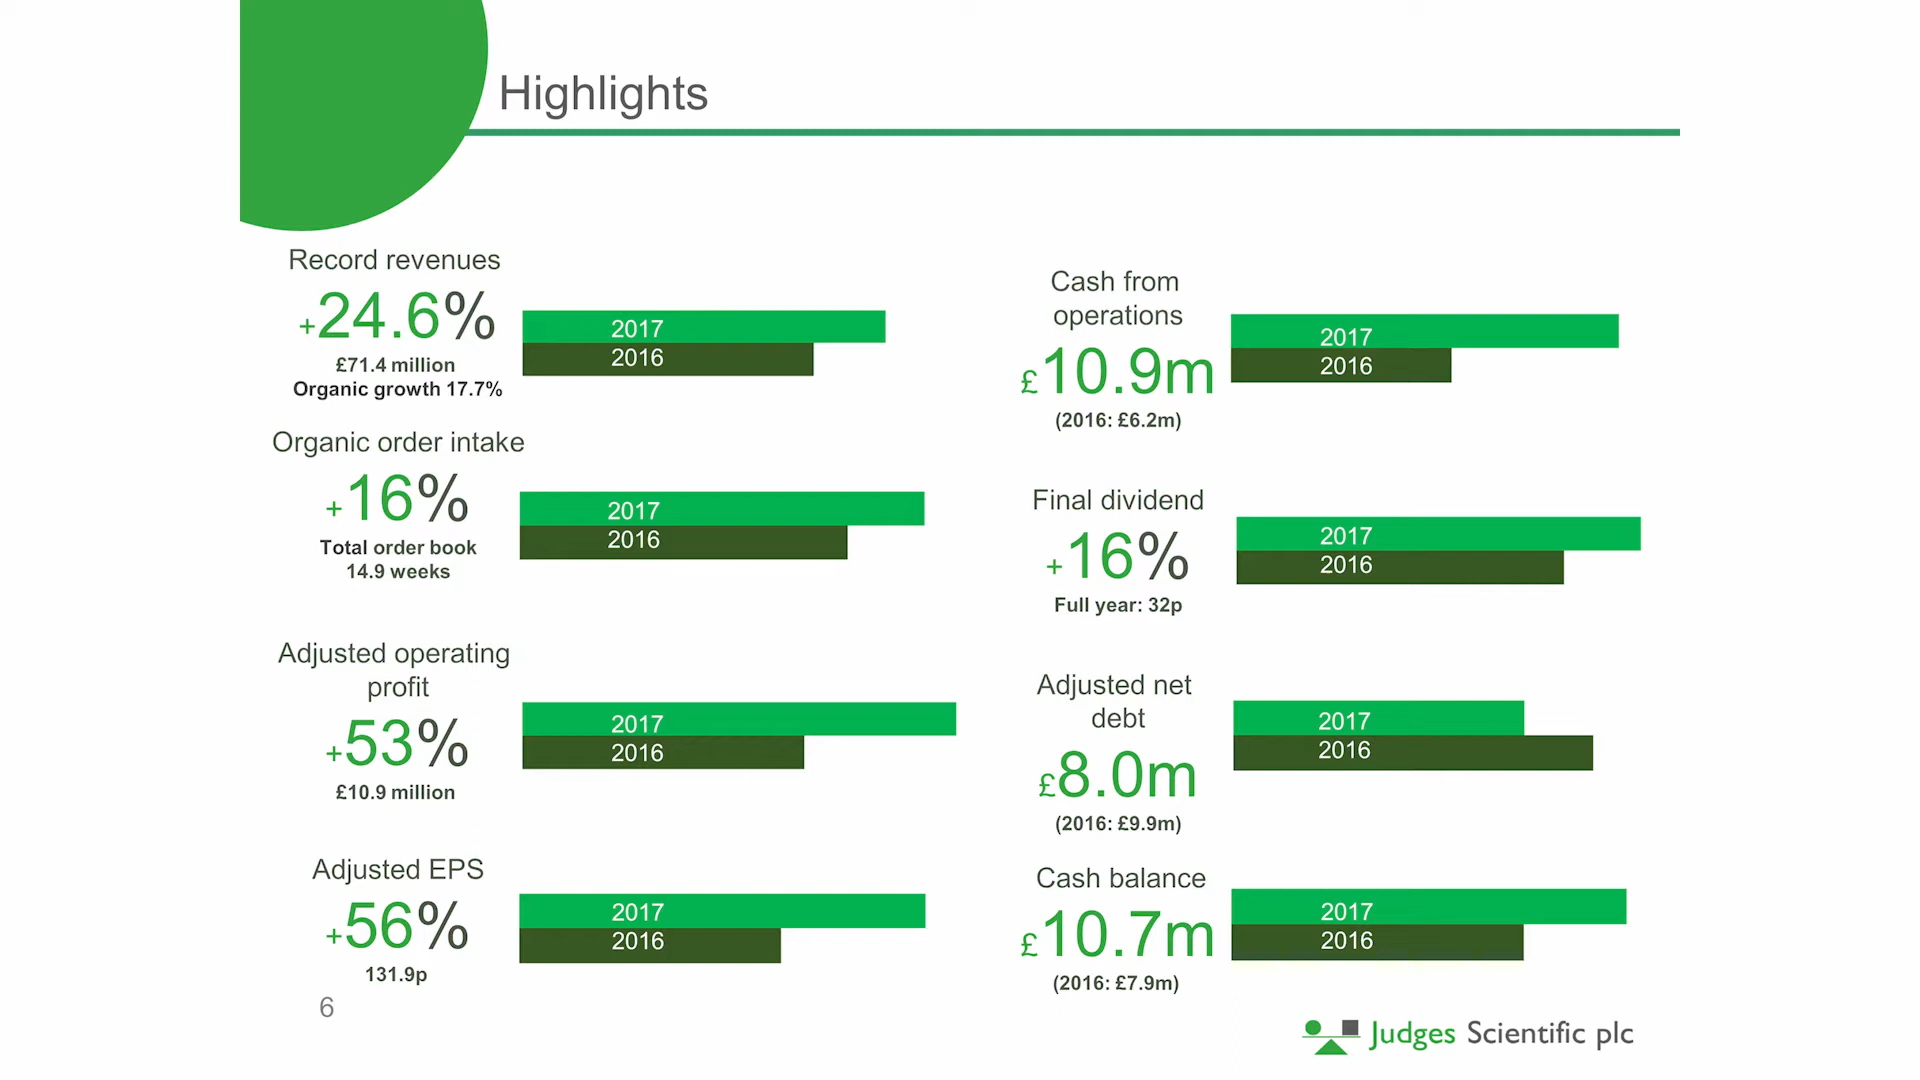 Highlights
Record revenues
+24.6%
£71.4 million
Organic growth 17.7%
2017
2016
Organic order intake
+16%
Total order book
14.9 weeks
2017
2016
Adjusted operating
profit
+53%
£10.9 million
2017
2016
Adjusted EPS
+56%
131.9p
2017
2016
Cash from
operations
£10.9m
(2016: £6.2m)
2017
2016
Final dividend
+16%
Full year: 32p
2017
2016
Adjusted net
debt
£8.0m
(2016: £9.9m)
2017
2016
Cash balance
£10.7m
(2016: £7.9m)
2017
2016
6
Judges Scientific plc